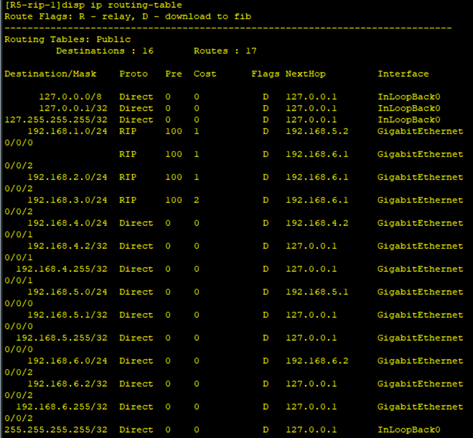 [R5-rip-1]disp ip routing-table
Route Flags: R - relay, D - download to fib
------------------------------------------------------------------------------
Routing Tables: Public
         Destinations : 16       Routes : 17

Destination/Mask    Proto   Pre  Cost      Flags NextHop         Interface

      127.0.0.0/8   Direct  0    0           D   127.0.0.1       InLoopBack0
      127.0.0.1/32  Direct  0    0           D   127.0.0.1       InLoopBack0
127.255.255.255/32  Direct  0    0           D   127.0.0.1       InLoopBack0
    192.168.1.0/24  RIP     100  1           D   192.168.5.2     GigabitEthernet
0/0/0
                    RIP     100  1           D   192.168.6.1     GigabitEthernet
0/0/2
    192.168.2.0/24  RIP     100  1           D   192.168.6.1     GigabitEthernet
0/0/2
    192.168.3.0/24  RIP     100  2           D   192.168.6.1     GigabitEthernet
0/0/2
    192.168.4.0/24  Direct  0    0           D   192.168.4.2     GigabitEthernet
0/0/1
    192.168.4.2/32  Direct  0    0           D   127.0.0.1       GigabitEthernet
0/0/1
  192.168.4.255/32  Direct  0    0           D   127.0.0.1       GigabitEthernet
0/0/1
    192.168.5.0/24  Direct  0    0           D   192.168.5.1     GigabitEthernet
0/0/0
    192.168.5.1/32  Direct  0    0           D   127.0.0.1       GigabitEthernet
0/0/0
  192.168.5.255/32  Direct  0    0           D   127.0.0.1       GigabitEthernet
0/0/0
    192.168.6.0/24  Direct  0    0           D   192.168.6.2     GigabitEthernet
0/0/2
    192.168.6.2/32  Direct  0    0           D   127.0.0.1       GigabitEthernet
0/0/2
  192.168.6.255/32  Direct  0    0           D   127.0.0.1       GigabitEthernet
0/0/2
255.255.255.255/32  Direct  0    0           D   127.0.0.1       InLoopBack0